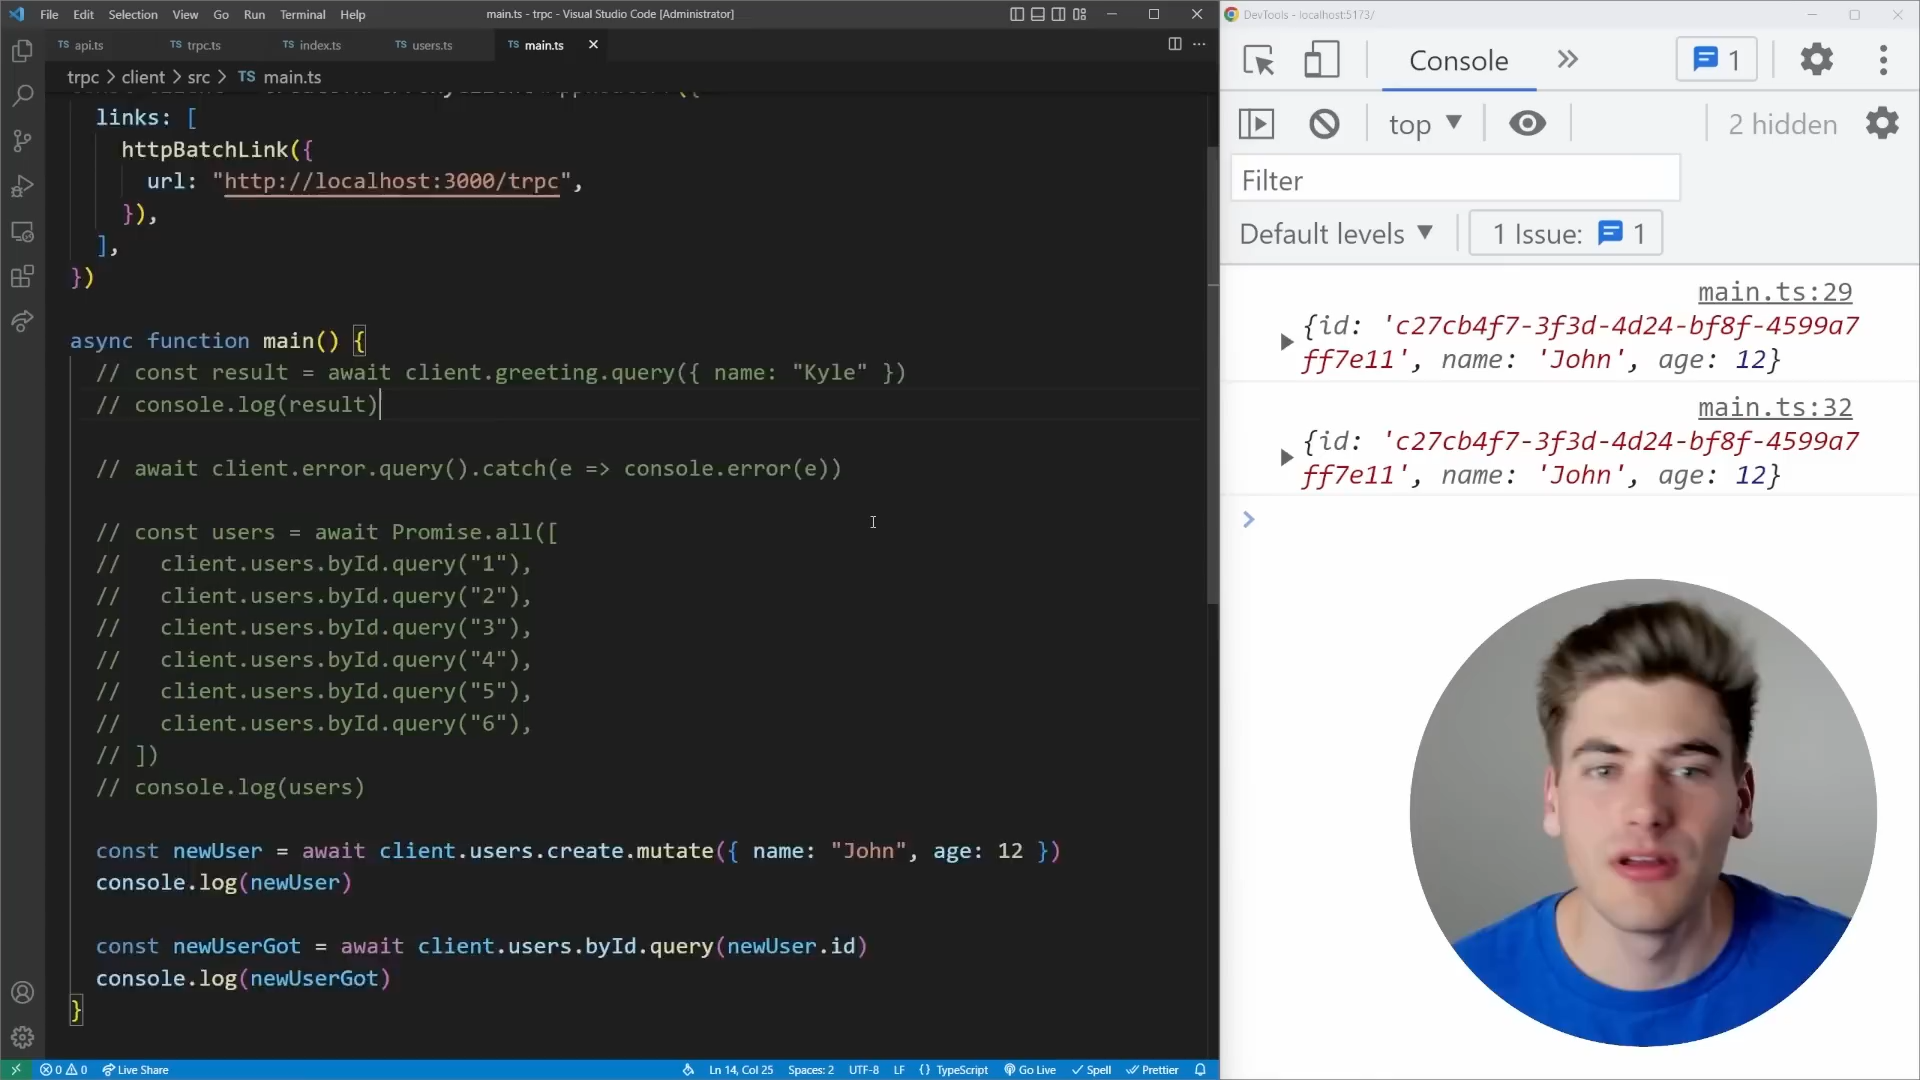 File Edit Selection View Go Run Terminal Help
main.ts - trpc - Visual Studio Code [Administrator]
TS api.ts
TS trpc.ts
TS index.ts
TS users.ts
TS main.ts
trpc > client > src > TS main.ts
links: [
httpBatchLink({
url: "http://localhost:3000/trpc",
}),
],
})
async function main() {
// const result = await client.greeting.query({ name: "Kyle" })
// console.log(result)
// await client.error.query().catch(e => console.error(e))
// const users = await Promise.all([
//   client.users.byId.query("1"),
//   client.users.byId.query("2"),
//   client.users.byId.query("3"),
//   client.users.byId.query("4"),
//   client.users.byId.query("5"),
//   client.users.byId.query("6"),
// ])
// console.log(users)
const newUser = await client.users.create.mutate({ name: "John", age: 12 })
console.log(newUser)
const newUserGot = await client.users.byId.query(newUser.id)
console.log(newUserGot)
}
0 0 Live Share
Ln 14, Col 25 Spaces: 2 UTF-8 LF {} TypeScript Go Live Spell Prettier
DevTools - localhost:5173/
Console
1
top
2 hidden
Filter
Default levels
1 Issue: 1
main.ts:29
{id: 'c27cb4f7-3f3d-4d24-bf8f-4599a7
ff7e11', name: 'John', age: 12}
main.ts:32
{id: 'c27cb4f7-3f3d-4d24-bf8f-4599a7
ff7e11', name: 'John', age: 12}